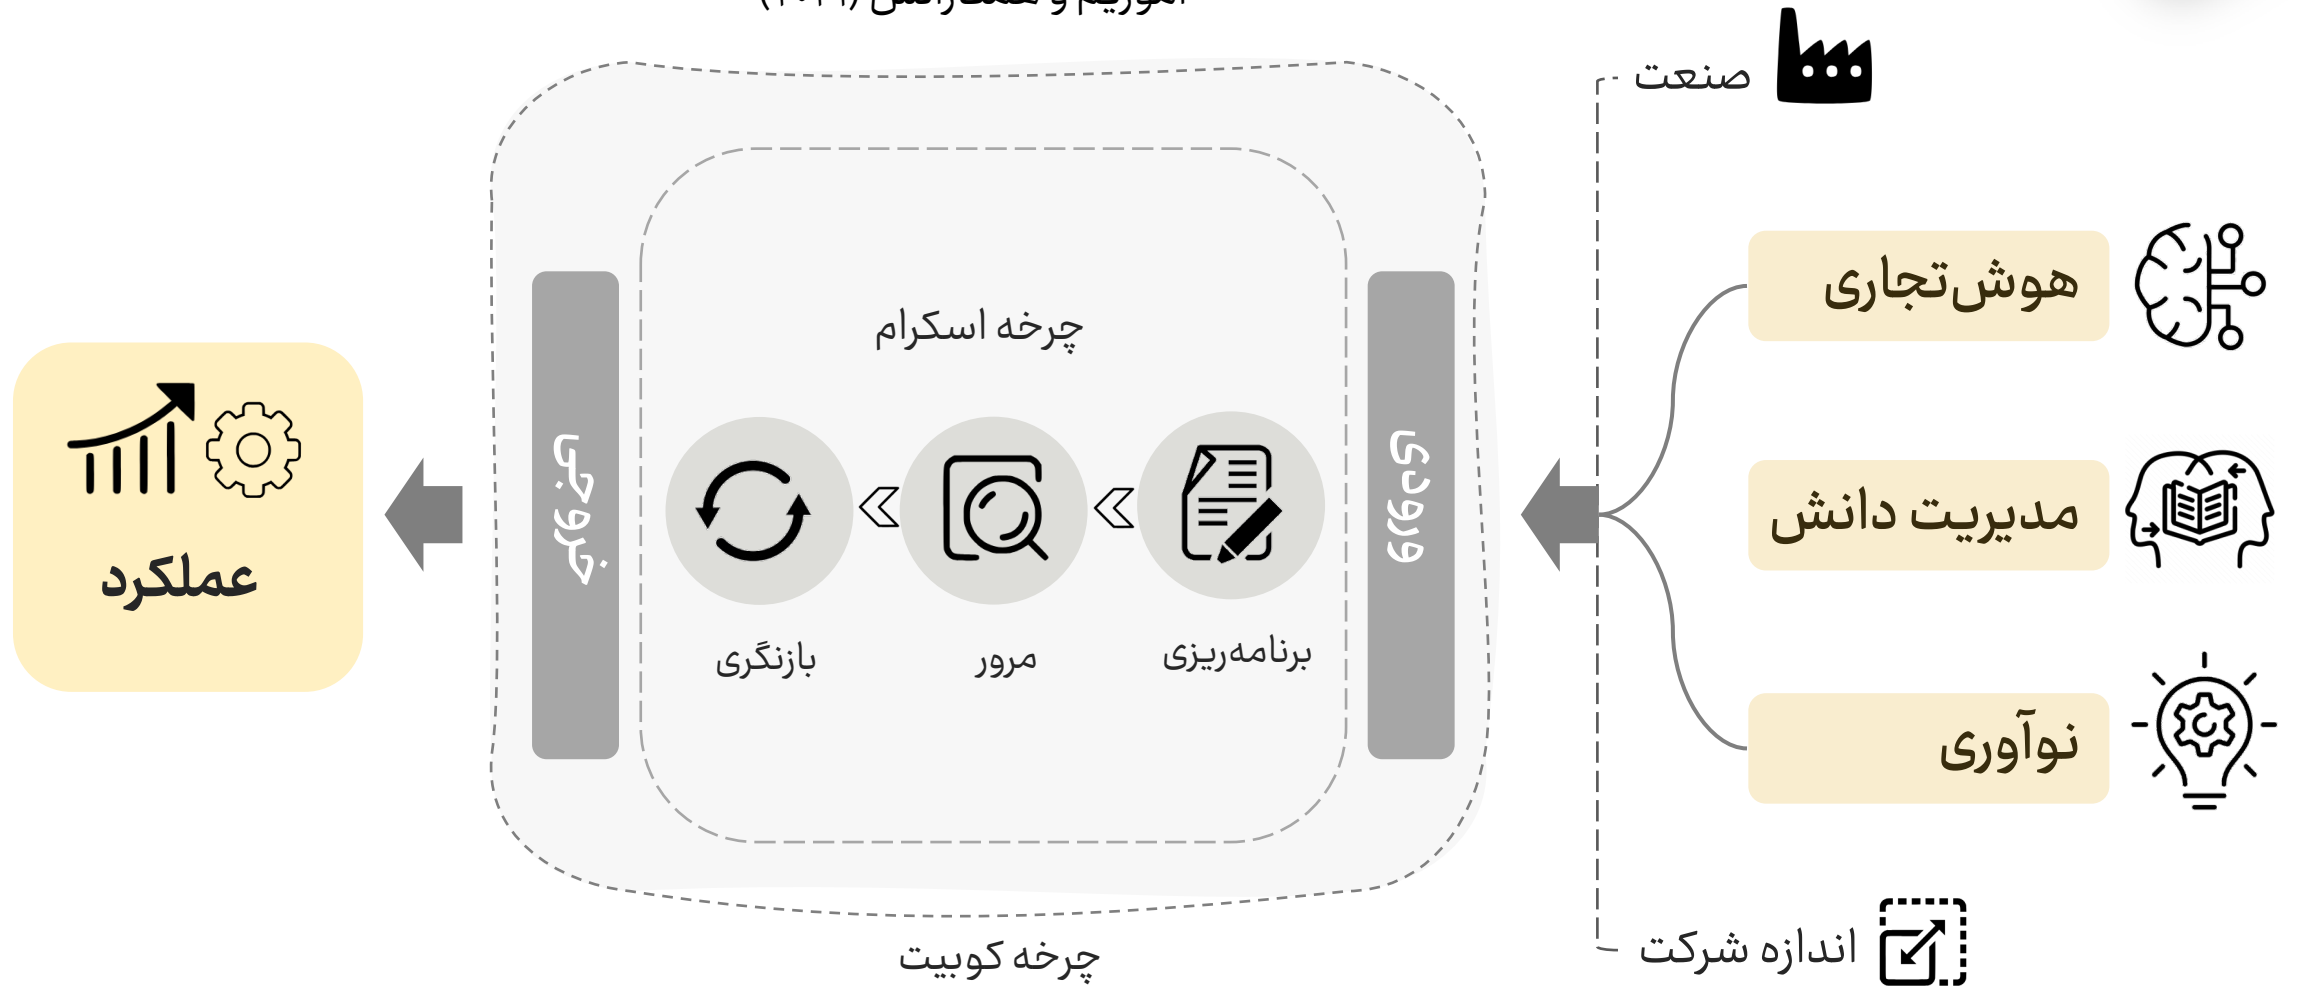 صنعت
هوش‌تجاری
مدیریت دانش
نوآوری
اندازه شرکت
ورودی
چرخه اسکرام
برنامه‌ریزی
مرور
بازنگری
خروجی
چرخه کوبیت
عملکرد